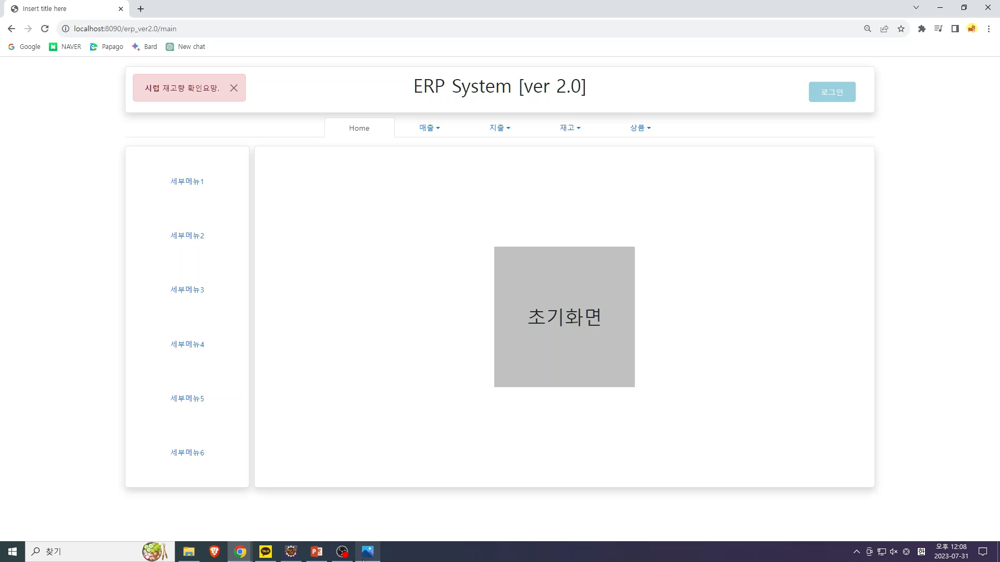 Insert title here
localhost:8090/erp_ver2.0/main
Google NAVER Papago Bard New chat
시럽 재고량 확인요망.
ERP System [ver 2.0]
로그인
Home 매출 지출 재고 상품
세부메뉴1
세부메뉴2
세부메뉴3
세부메뉴4
세부메뉴5
세부메뉴6
초기화면
찾기
TALK
한
오후 12:08
2023-07-31